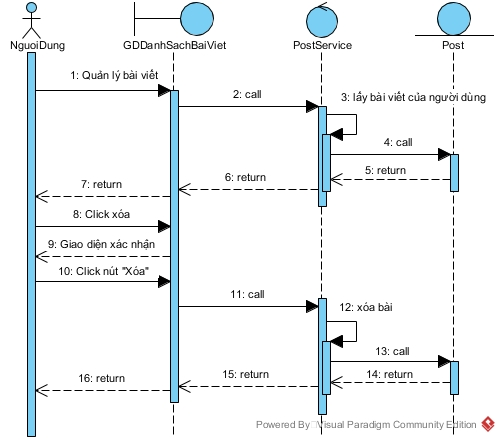 NguoiDung
GDDanhSachBaiViet
PostService
Post
1: Quản lý bài viết
2: call
3: lấy bài viết của người dùng
4: call
5: return
6: return
7: return
8: Click xóa
9: Giao diện xác nhận
10: Click nút "Xóa"
11: call
12: xóa bài
13: call
14: return
15: return
16: return
Powered By Visual Paradigm Community Edition